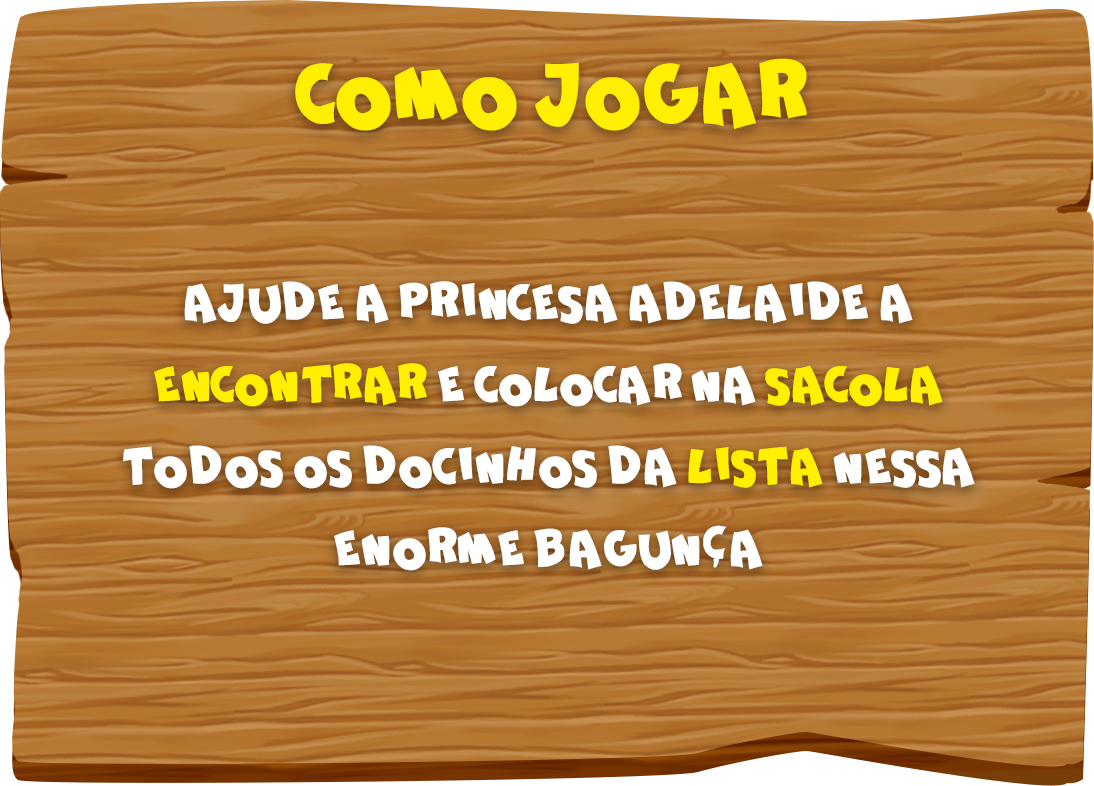 COMO JOGAR
AJUDE A PRINCESA ADELAIDE A
ENCONTRAR E COLOCAR NA SACOLA
TODOS OS DOCINHOS DA LISTA NESSA
ENORME BAGUNÇA